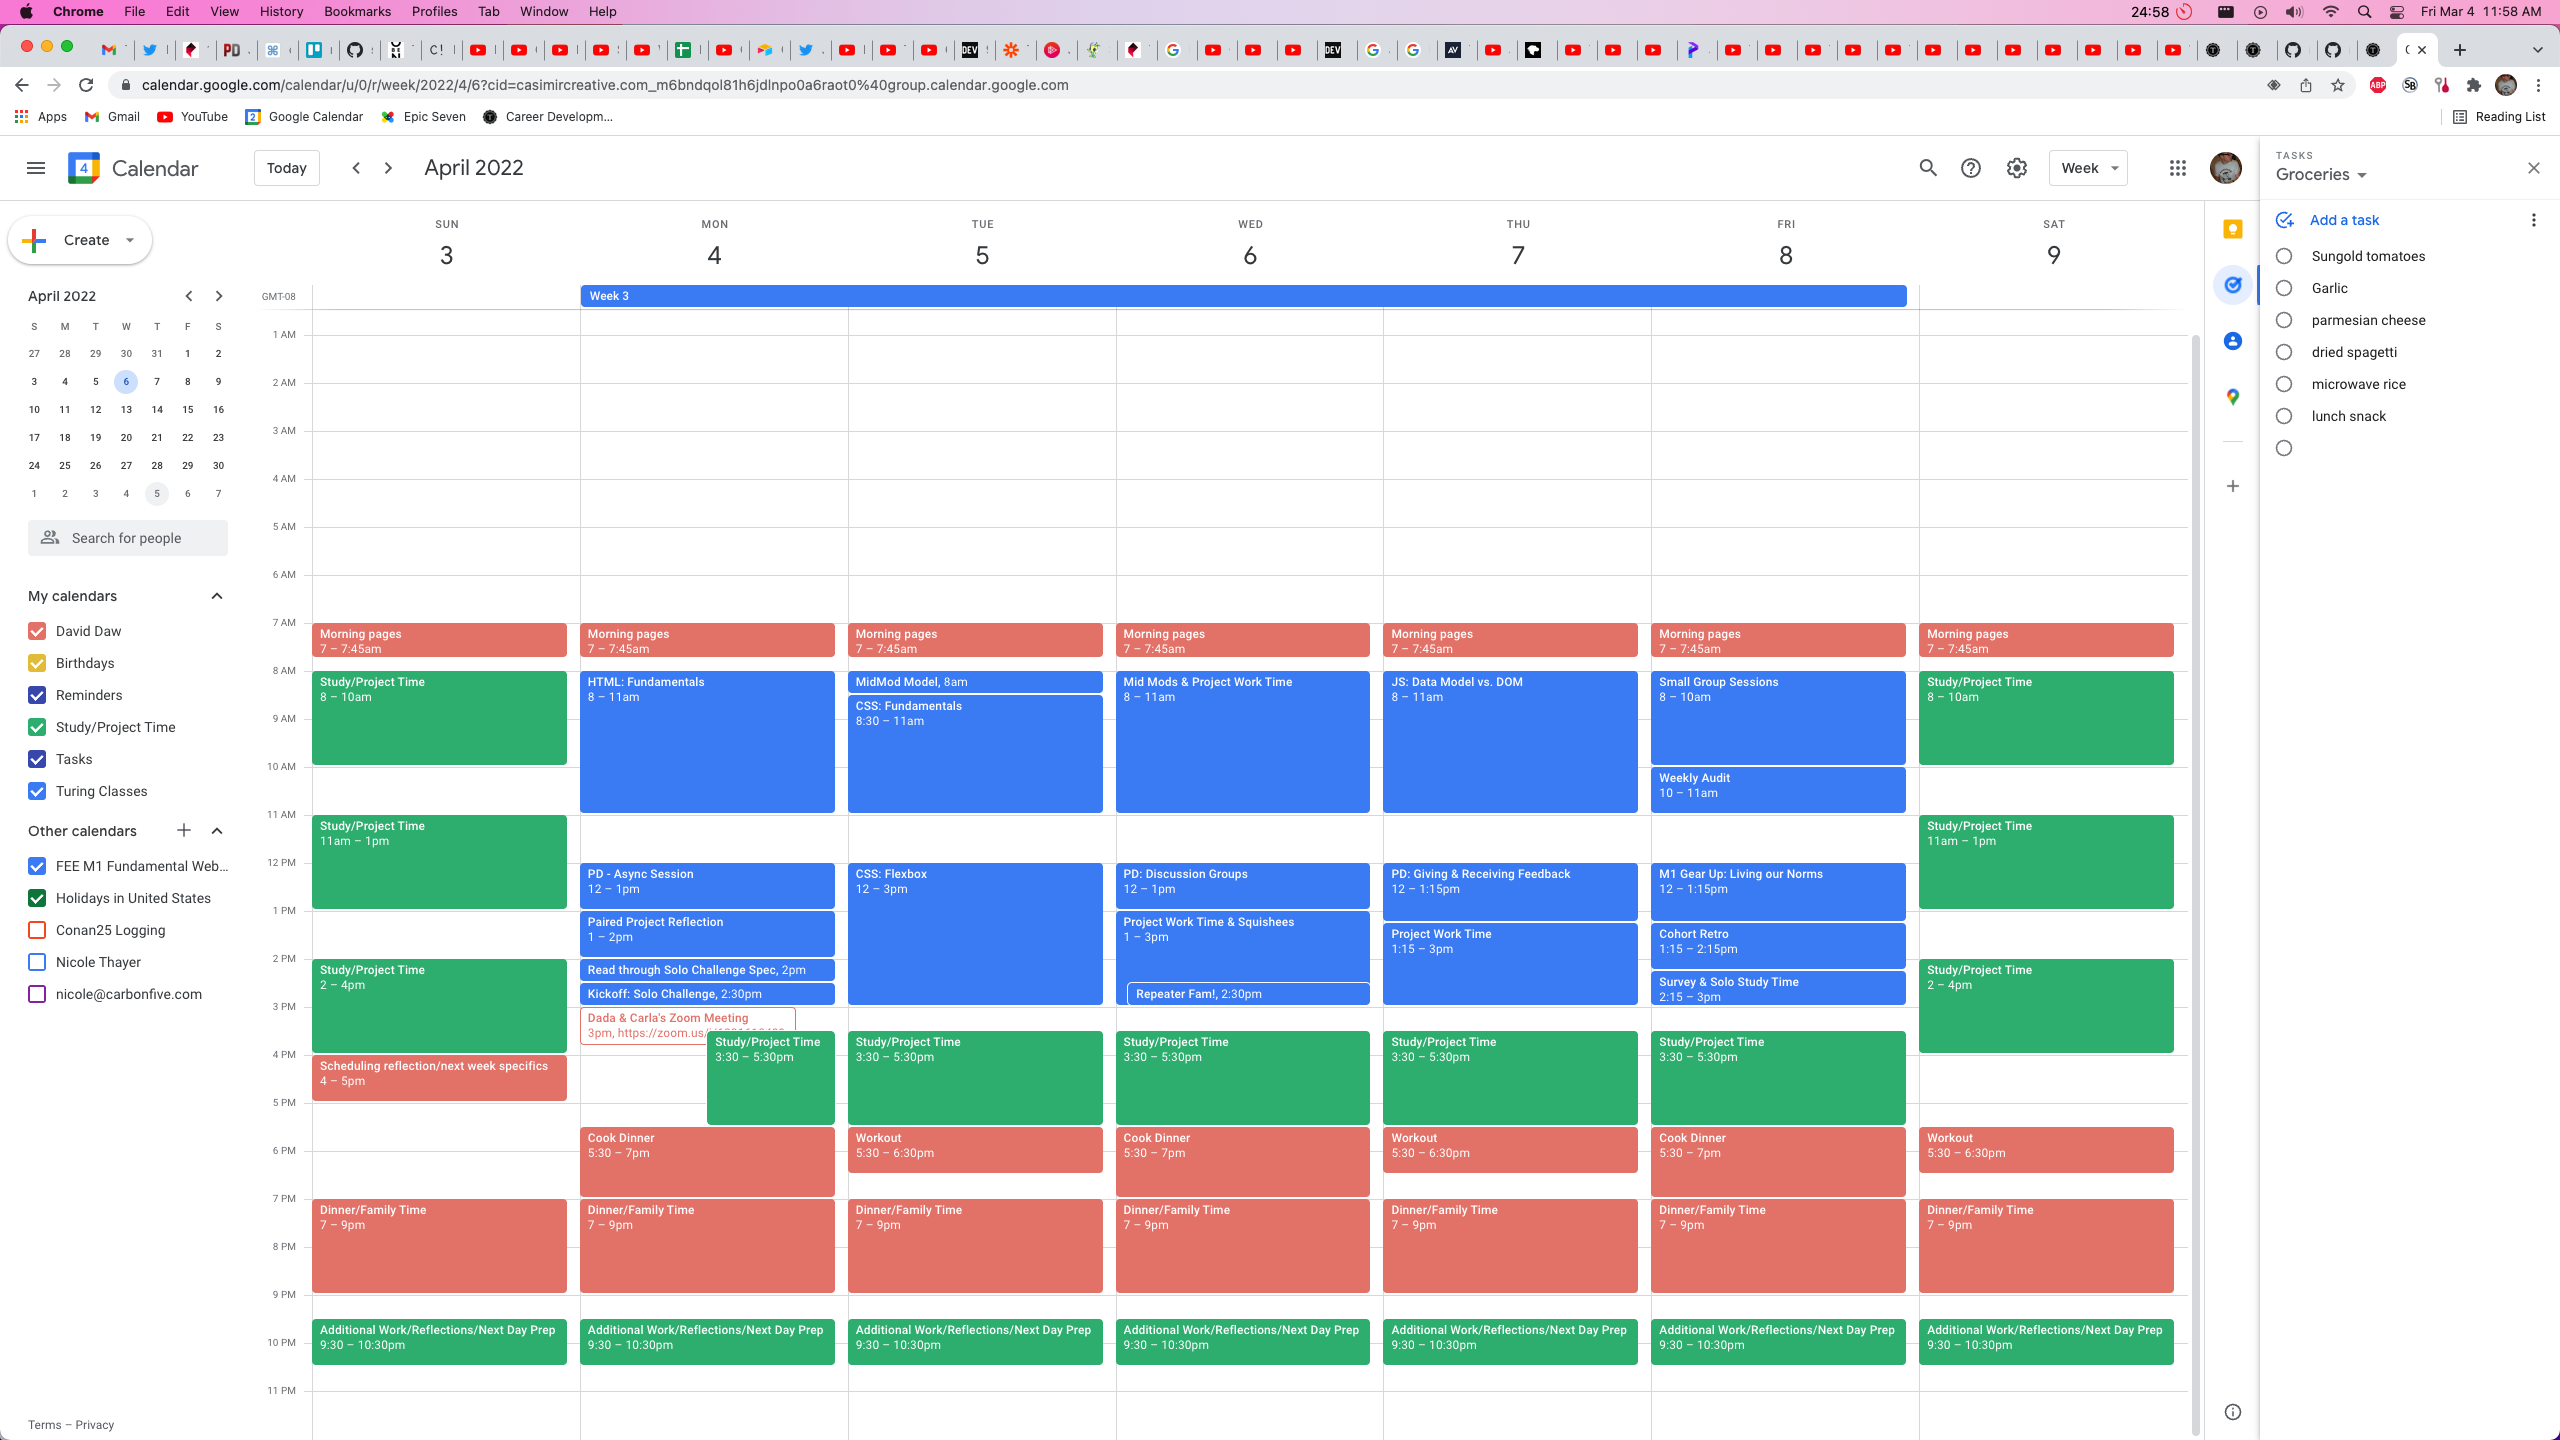 Chrome File Edit View History Bookmarks Profiles Tab Window Help
24:58 Fri Mar 4 11:58 AM
calendar.google.com/calendar/u/0/r/week/2022/4/6?cid=casimircreative.com_m6bndqol81h6jdlnpo0a6raot0%40group.calendar.google.com
Apps Gmail YouTube Google Calendar Epic Seven Career Developm... Reading List
Calendar Today April 2022 Week
TASKS
Groceries
Create
Add a task
Sungold tomatoes
Garlic
parmesian cheese
dried spagetti
microwave rice
lunch snack
April 2022
S M T W T F S
27 28 29 30 31 1 2
3 4 5 6 7 8 9
10 11 12 13 14 15 16
17 18 19 20 21 22 23
24 25 26 27 28 29 30
1 2 3 4 5 6 7
Search for people
My calendars
David Daw
Birthdays
Reminders
Study/Project Time
Tasks
Turing Classes
Other calendars
FEE M1 Fundamental Web...
Holidays in United States
Conan25 Logging
Nicole Thayer
nicole@carbonfive.com
Terms – Privacy
SUN MON TUE WED THU FRI SAT
3 4 5 6 7 8 9
GMT-08
Week 3
1 AM
2 AM
3 AM
4 AM
5 AM
6 AM
7 AM
8 AM
9 AM
10 AM
11 AM
12 PM
1 PM
2 PM
3 PM
4 PM
5 PM
6 PM
7 PM
8 PM
9 PM
10 PM
11 PM
Morning pages
7 – 7:45am
Study/Project Time
8 – 10am
Study/Project Time
11am – 1pm
Study/Project Time
2 – 4pm
Scheduling reflection/next week specifics
4 – 5pm
Dinner/Family Time
7 – 9pm
Additional Work/Reflections/Next Day Prep
9:30 – 10:30pm
Morning pages
7 – 7:45am
HTML: Fundamentals
8 – 11am
PD - Async Session
12 – 1pm
Paired Project Reflection
1 – 2pm
Read through Solo Challenge Spec, 2pm
Kickoff: Solo Challenge, 2:30pm
Dada & Carla's Zoom Meeting
3pm, https://zoom.us/
Study/Project Time
3:30 – 5:30pm
Cook Dinner
5:30 – 7pm
Dinner/Family Time
7 – 9pm
Additional Work/Reflections/Next Day Prep
9:30 – 10:30pm
Morning pages
7 – 7:45am
MidMod Model, 8am
CSS: Fundamentals
8:30 – 11am
CSS: Flexbox
12 – 3pm
Study/Project Time
3:30 – 5:30pm
Workout
5:30 – 6:30pm
Dinner/Family Time
7 – 9pm
Additional Work/Reflections/Next Day Prep
9:30 – 10:30pm
Morning pages
7 – 7:45am
Mid Mods & Project Work Time
8 – 11am
PD: Discussion Groups
12 – 1pm
Project Work Time & Squishees
1 – 3pm
Repeater Fam!, 2:30pm
Study/Project Time
3:30 – 5:30pm
Cook Dinner
5:30 – 7pm
Dinner/Family Time
7 – 9pm
Additional Work/Reflections/Next Day Prep
9:30 – 10:30pm
Morning pages
7 – 7:45am
JS: Data Model vs. DOM
8 – 11am
PD: Giving & Receiving Feedback
12 – 1:15pm
Project Work Time
1:15 – 3pm
Study/Project Time
3:30 – 5:30pm
Workout
5:30 – 6:30pm
Dinner/Family Time
7 – 9pm
Additional Work/Reflections/Next Day Prep
9:30 – 10:30pm
Morning pages
7 – 7:45am
Small Group Sessions
8 – 10am
Weekly Audit
10 – 11am
M1 Gear Up: Living our Norms
12 – 1:15pm
Cohort Retro
1:15 – 2:15pm
Survey & Solo Study Time
2:15 – 3pm
Study/Project Time
3:30 – 5:30pm
Cook Dinner
5:30 – 7pm
Dinner/Family Time
7 – 9pm
Additional Work/Reflections/Next Day Prep
9:30 – 10:30pm
Morning pages
7 – 7:45am
Study/Project Time
8 – 10am
Study/Project Time
11am – 1pm
Study/Project Time
2 – 4pm
Workout
5:30 – 6:30pm
Dinner/Family Time
7 – 9pm
Additional Work/Reflections/Next Day Prep
9:30 – 10:30pm